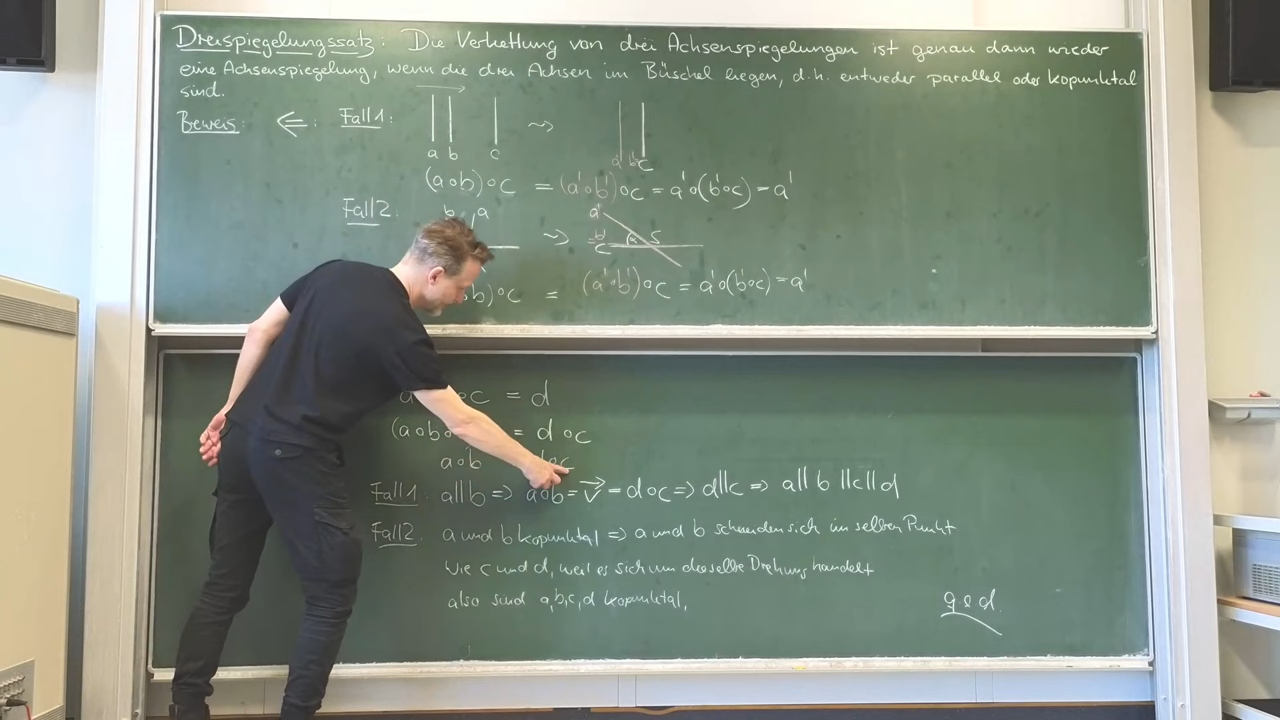 Dreispiegelungssatz: Die Verkettung von drei Achsenspiegelungen ist genau dann wieder
eine Achsenspiegelung, wenn die drei Achsen im Büschel liegen, d.h. entweder parallel oder kopunktal
sind.
Beweis: ⇐: Fall 1:
a b c a' b' c
(a∘b)∘c = (a'∘b')∘c = a'∘(b'∘c) = a'
Fall 2: b a a' S
b' = c α
b)∘c = (a'∘b')∘c = a'∘(b'∘c) = a'
a ∘c = d
(a∘b∘ = d∘c
a∘b d∘c
Fall 1: a||b ⇒ a∘b = v⃗ = d∘c ⇒ d||c ⇒ a||b||c||d
Fall 2: a und b kopunktal ⇒ a und b schneiden sich im selben Punkt
wie c und d, weil es sich um dieselbe Drehung handelt
also sind a,b,c,d kopunktal,
q.e.d.